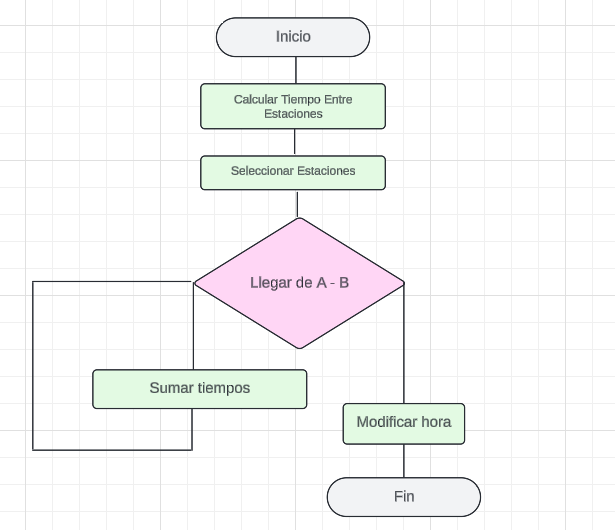 Inicio
Calcular Tiempo Entre
Estaciones
Seleccionar Estaciones
Llegar de A - B
Sumar tiempos
Modificar hora
Fin